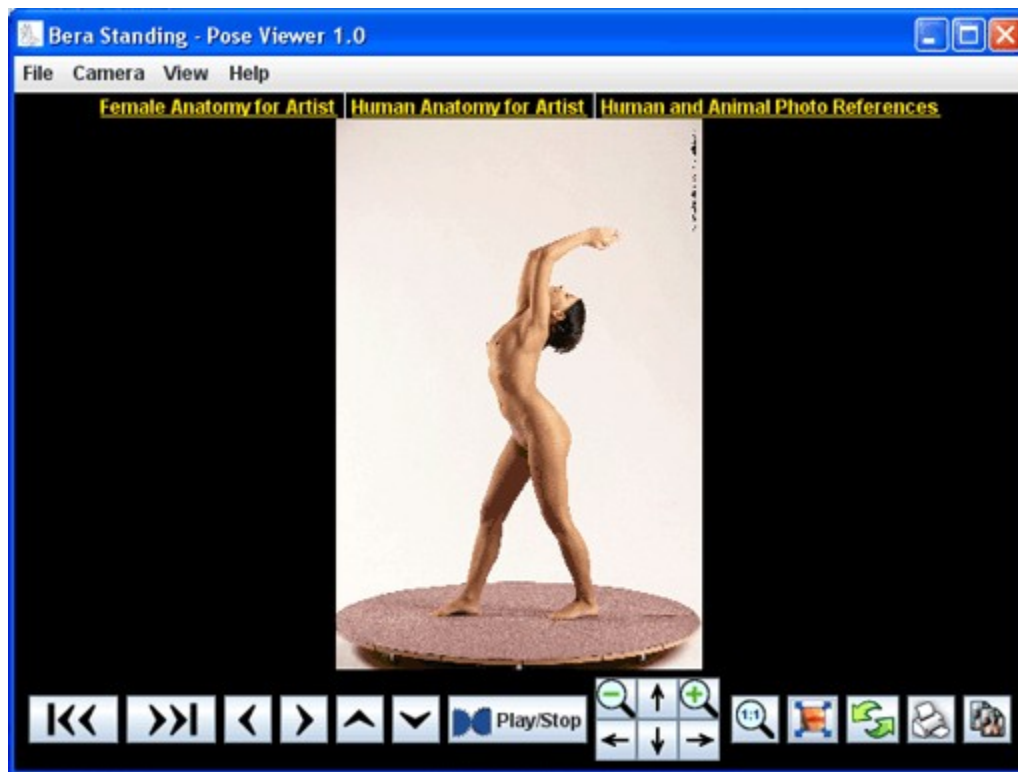 Bera Standing - Pose Viewer 1.0
File Camera View Help
Female Anatomy for Artist Human Anatomy for Artist Human and Animal Photo References
Play/Stop
1:1